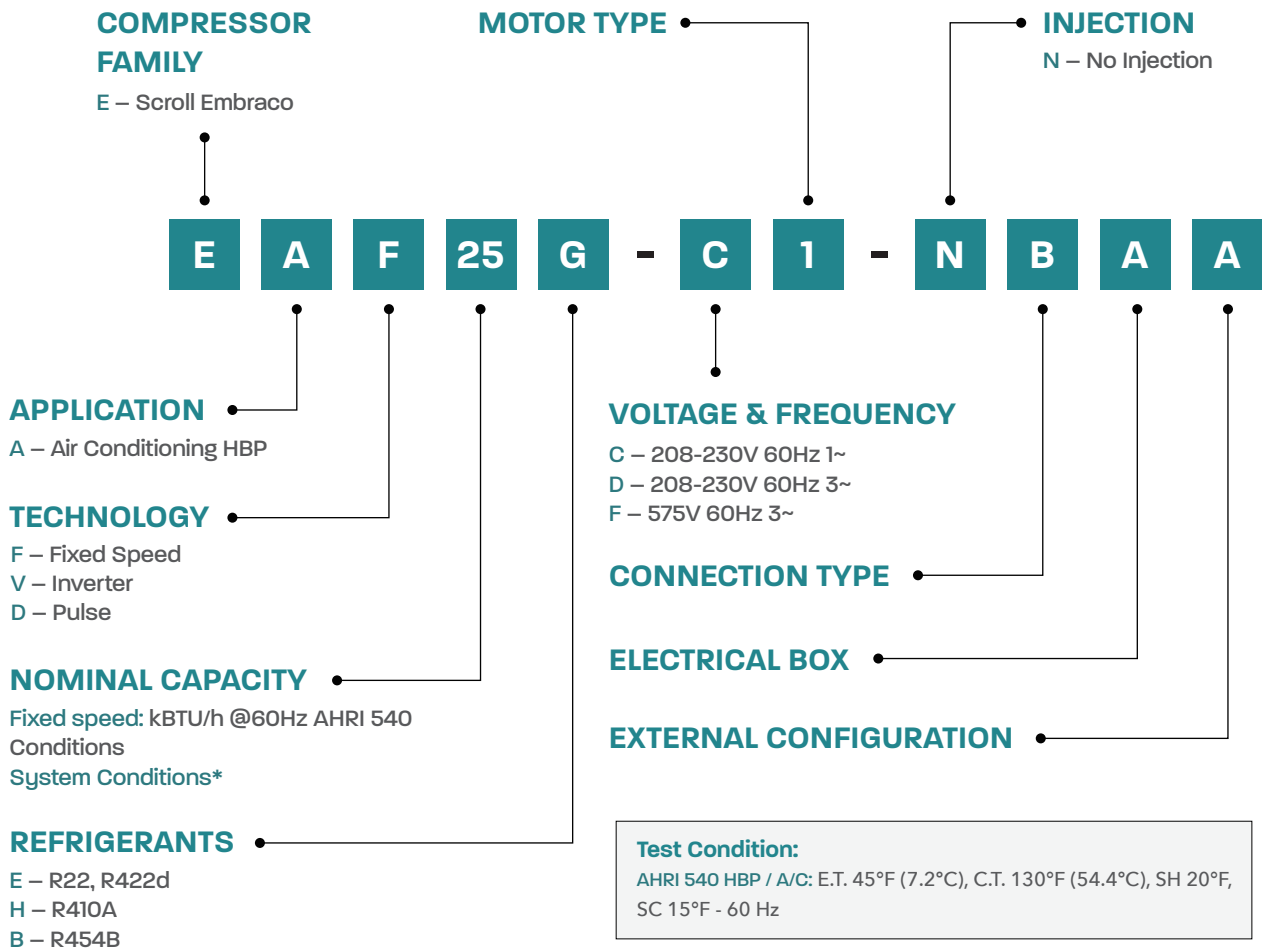 COMPRESSOR
FAMILY
E – Scroll Embraco
MOTOR TYPE
INJECTION
N – No Injection
E A F 25 G - C 1 - N B A A
APPLICATION
A – Air Conditioning HBP
TECHNOLOGY
F – Fixed Speed
V – Inverter
D – Pulse
NOMINAL CAPACITY
Fixed speed: kBTU/h @60Hz AHRI 540
Conditions
System Conditions*
REFRIGERANTS
E – R22, R422d
H – R410A
B – R454B
VOLTAGE & FREQUENCY
C – 208-230V 60Hz 1~
D – 208-230V 60Hz 3~
F – 575V 60Hz 3~
CONNECTION TYPE
ELECTRICAL BOX
EXTERNAL CONFIGURATION
Test Condition:
AHRI 540 HBP / A/C: E.T. 45°F (7.2°C), C.T. 130°F (54.4°C), SH 20°F,
SC 15°F - 60 Hz